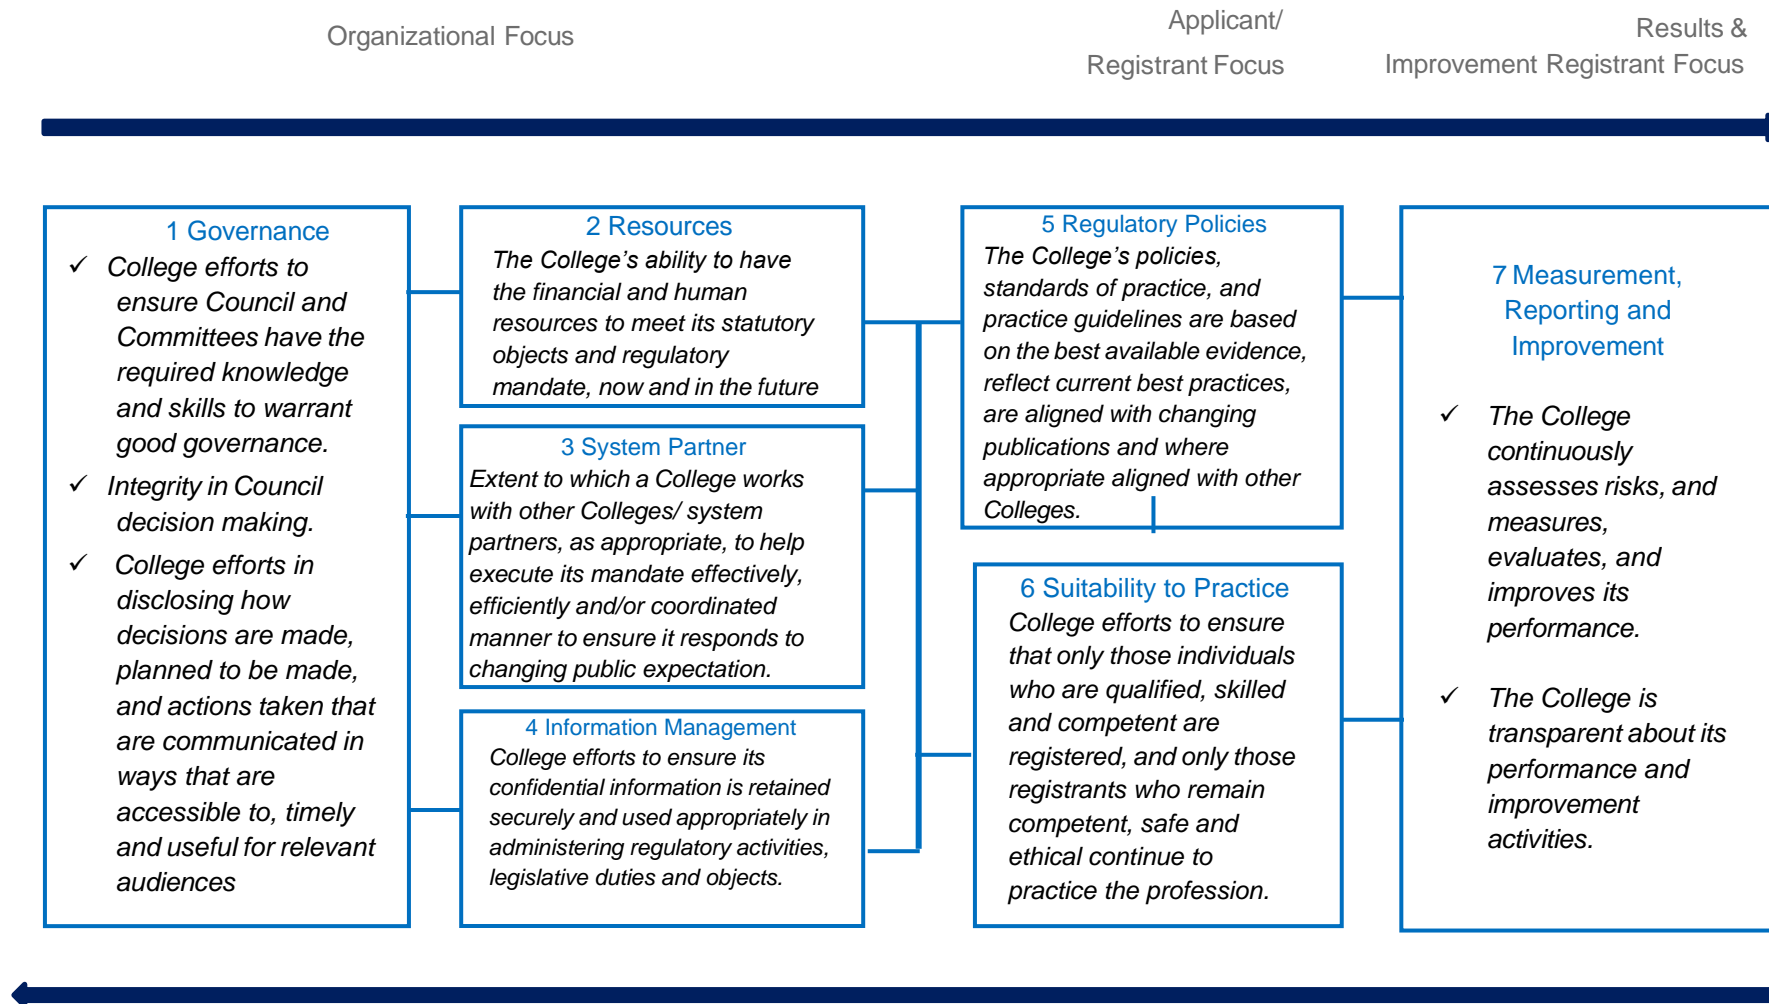 Organizational Focus
Applicant/
Registrant Focus
Results &
Improvement Registrant Focus
1 Governance
✓ College efforts to
ensure Council and
Committees have the
required knowledge
and skills to warrant
good governance.
✓ Integrity in Council
decision making.
✓ College efforts in
disclosing how
decisions are made,
planned to be made,
and actions taken that
are communicated in
ways that are
accessible to, timely
and useful for relevant
audiences
2 Resources
The College’s ability to have
the financial and human
resources to meet its statutory
objects and regulatory
mandate, now and in the future
3 System Partner
Extent to which a College works
with other Colleges/ system
partners, as appropriate, to help
execute its mandate effectively,
efficiently and/or coordinated
manner to ensure it responds to
changing public expectation.
4 Information Management
College efforts to ensure its
confidential information is retained
securely and used appropriately in
administering regulatory activities,
legislative duties and objects.
5 Regulatory Policies
The College’s policies,
standards of practice, and
practice guidelines are based
on the best available evidence,
reflect current best practices,
are aligned with changing
publications and where
appropriate aligned with other
Colleges.
6 Suitability to Practice
College efforts to ensure
that only those individuals
who are qualified, skilled
and competent are
registered, and only those
registrants who remain
competent, safe and
ethical continue to
practice the profession.
7 Measurement,
Reporting and
Improvement
✓ The College
continuously
assesses risks, and
measures,
evaluates, and
improves its
performance.
✓ The College is
transparent about its
performance and
improvement
activities.